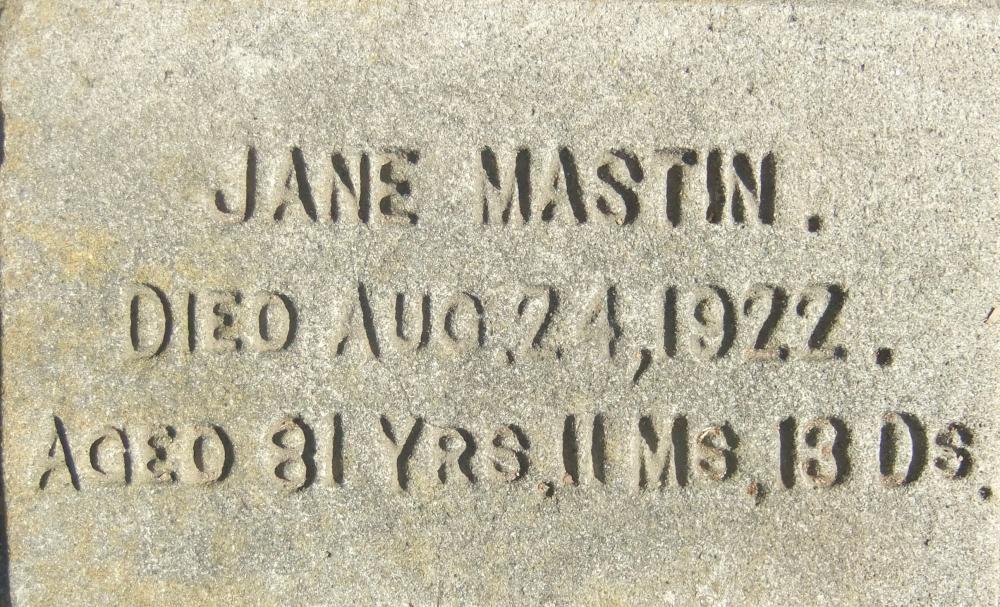 JANE MASTIN.
DIED AUG. 24, 1922.
AGED 81 YRS, 11 MS, 13 DS.